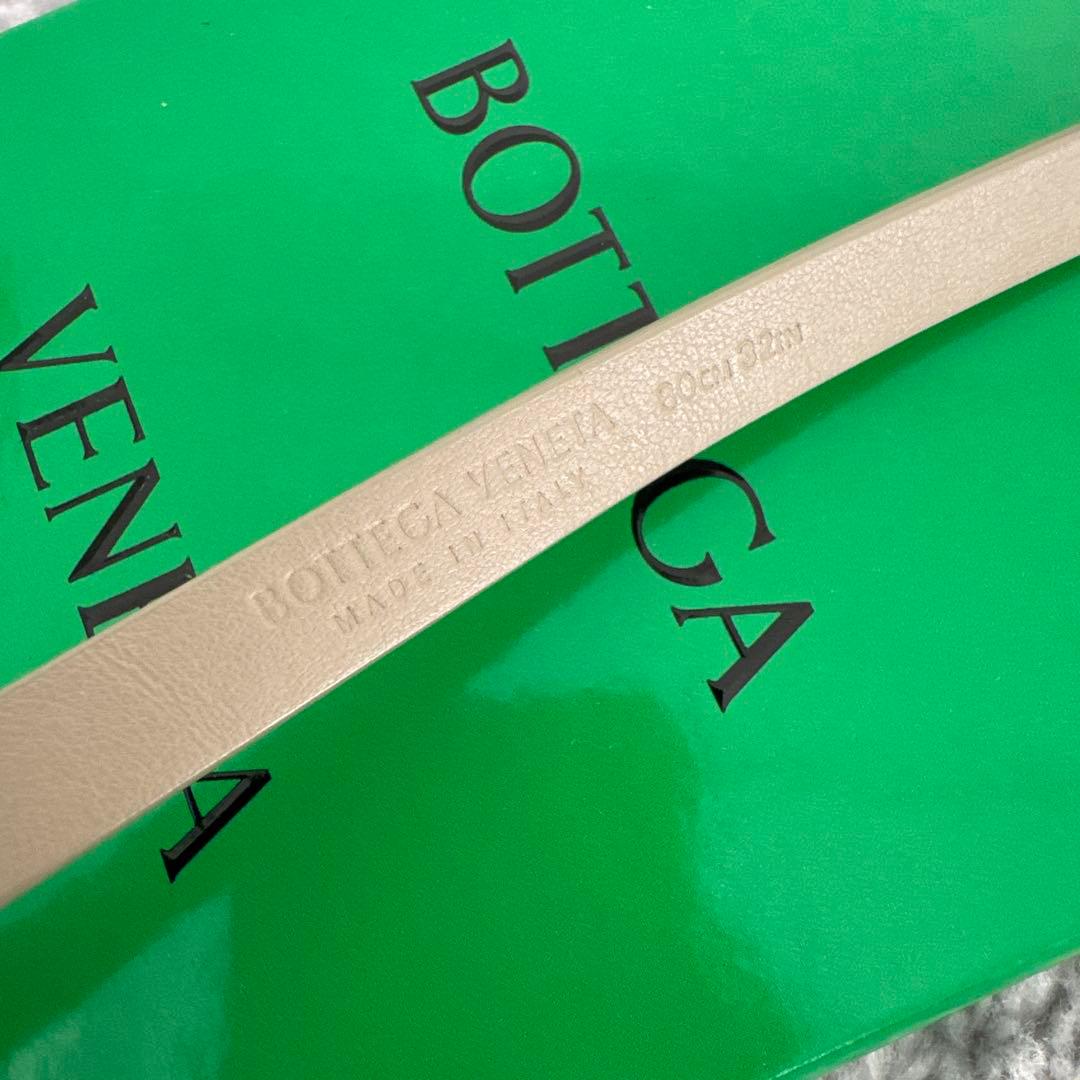 BOTTEGA
VENETA
BOTTEGA VENETA 80cm 32in
MADE IN ITALY